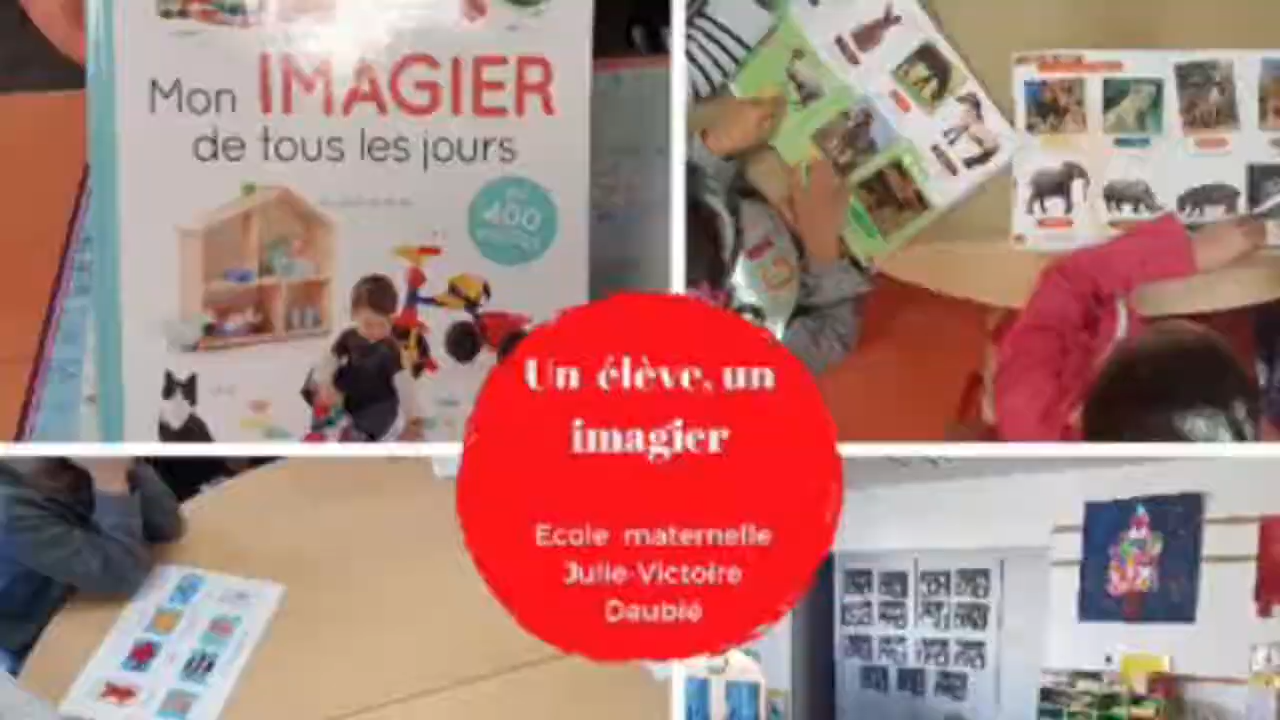 Mon IMAGIER
de tous les jours
400
Un élève, un
imagier
Ecole maternelle
Julie-Victoire
Daubié